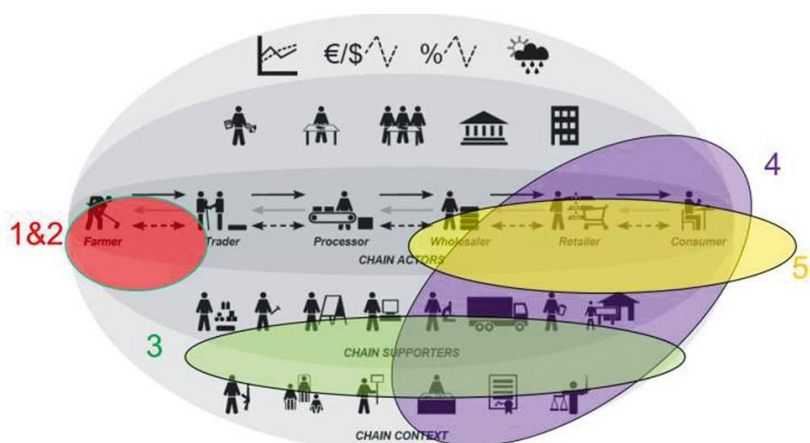 €/$ %
4
1&2
Farmer Trader Processor Wholesaler Retailer Consumer
CHAIN ACTORS
5
3
CHAIN SUPPORTERS
CHAIN CONTEXT